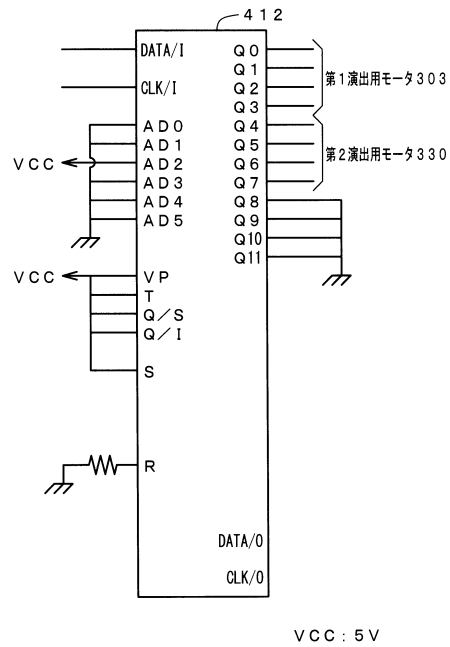 412
DATA/I
CLK/I
AD0
AD1
VCC
AD2
AD3
AD4
AD5
VCC
VP
T
Q/S
Q/I
S
R
Q0
Q1
Q2
Q3
Q4
Q5
Q6
Q7
Q8
Q9
Q10
Q11
第1演出用モータ303
第2演出用モータ330
DATA/O
CLK/O
VCC:5V